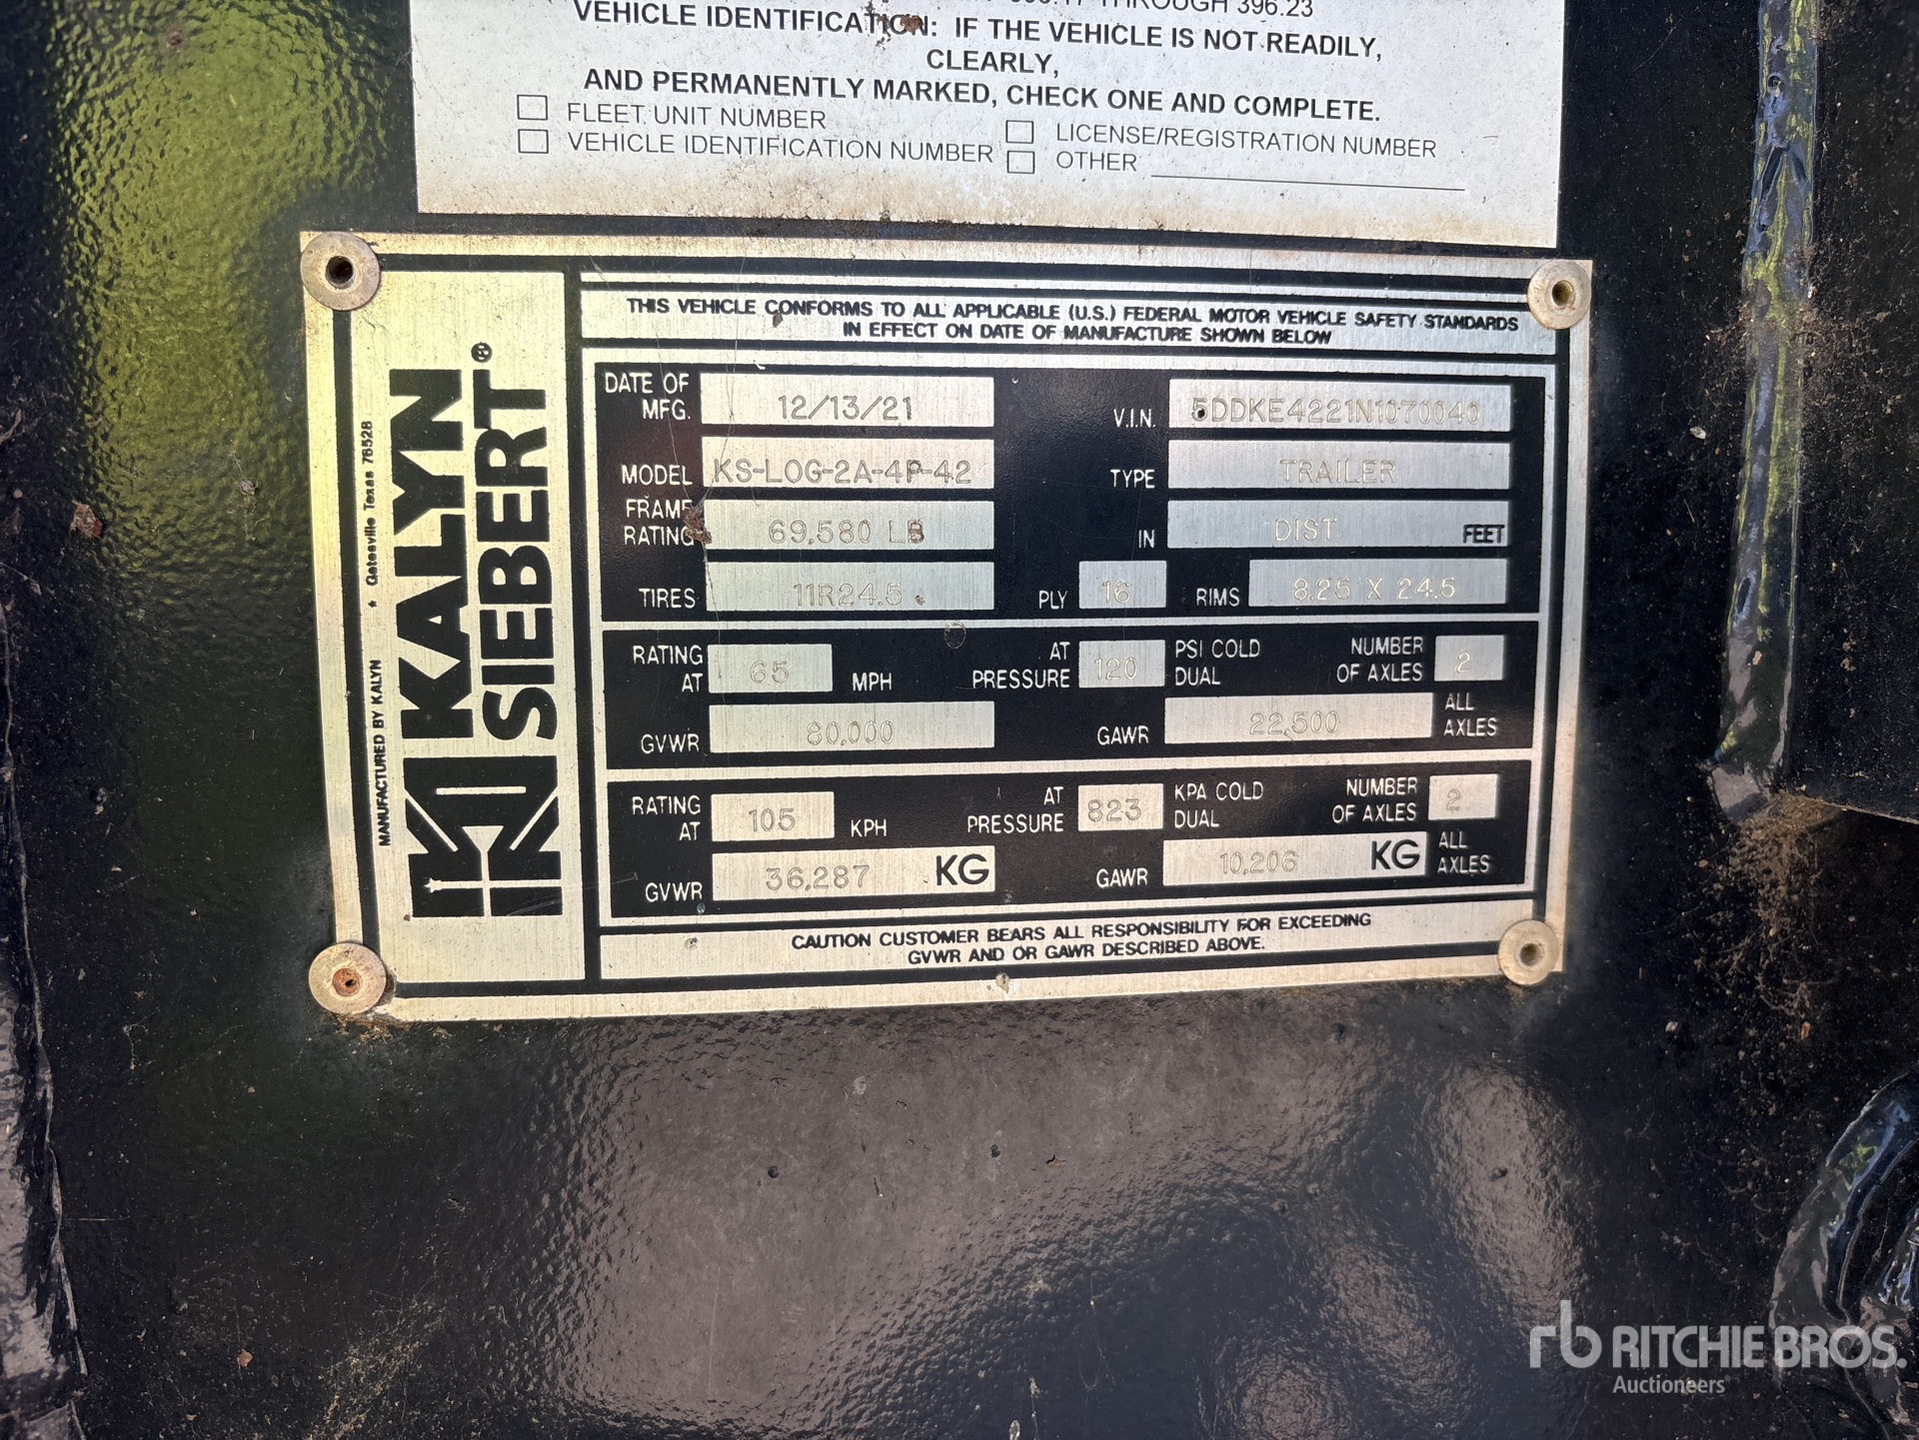 THROUGH 396.23
VEHICLE IDENTIFICATION: IF THE VEHICLE IS NOT READILY,
CLEARLY,
AND PERMANENTLY MARKED, CHECK ONE AND COMPLETE.
FLEET UNIT NUMBER
LICENSE/REGISTRATION NUMBER
VEHICLE IDENTIFICATION NUMBER
OTHER
MANUFACTURED BY KALYN ★ Gatesville Texas 76528
KALYN
SIEBERT®
THIS VEHICLE CONFORMS TO ALL APPLICABLE (U.S.) FEDERAL MOTOR VEHICLE SAFETY STANDARDS
IN EFFECT ON DATE OF MANUFACTURE SHOWN BELOW
DATE OF MFG. 12/13/21 V.I.N. 5DDKE4221N1070040
MODEL KS-LOG-2A-4P-42 TYPE TRAILER
FRAME RATING 69,580 LB IN DIST FEET
TIRES 11R24.5 PLY 16 RIMS 8.25 X 24.5
RATING AT 65 MPH AT PRESSURE 120 PSI COLD DUAL NUMBER OF AXLES 2
GVWR 80,000 GAWR 22,500 ALL AXLES
RATING AT 105 KPH AT PRESSURE 823 KPA COLD DUAL NUMBER OF AXLES 2
GVWR 36,287 KG GAWR 10,206 KG ALL AXLES
CAUTION CUSTOMER BEARS ALL RESPONSIBILITY FOR EXCEEDING
GVWR AND OR GAWR DESCRIBED ABOVE.
rb RITCHIE BROS.
Auctioneers